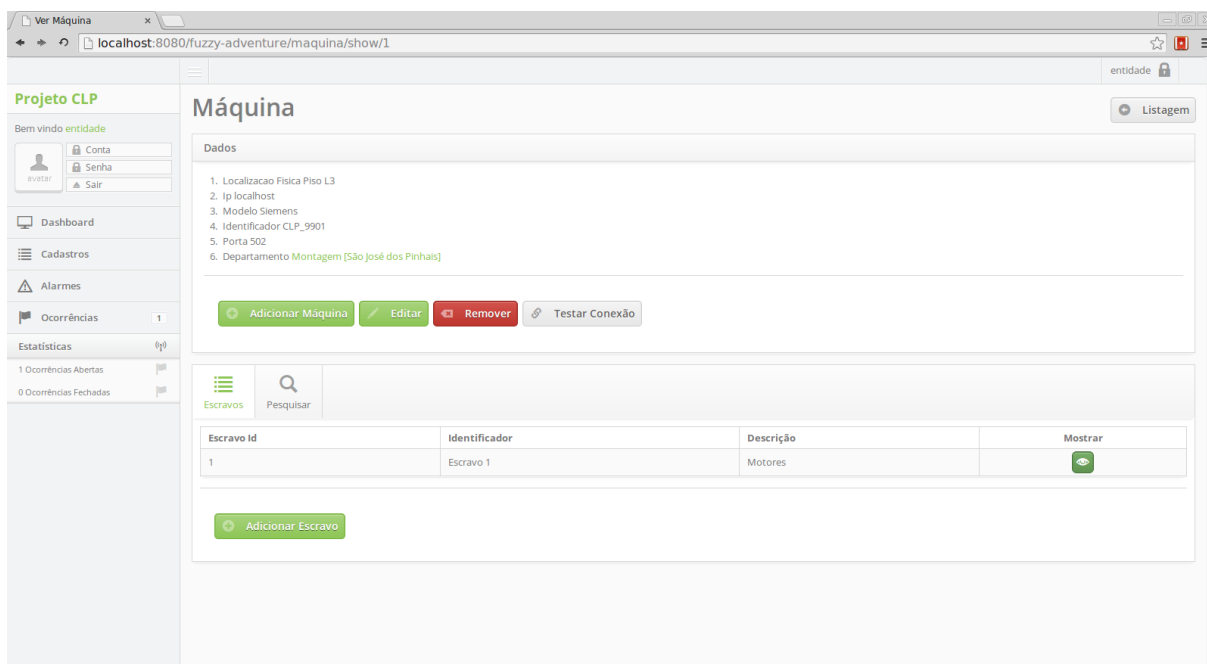 Ver Máquina
localhost:8080/fuzzy-adventure/maquina/show/1
entidade
Projeto CLP
Bem vindo entidade
avatar
Conta
Senha
Sair
Dashboard
Cadastros
Alarmes
Ocorrências 1
Estatísticas
1 Ocorrências Abertas
0 Ocorrências Fechadas
Máquina
Listagem
Dados
1. Localizacao Fisica Piso L3
2. Ip localhost
3. Modelo Siemens
4. Identificador CLP_9901
5. Porta 502
6. Departamento Montagem [São José dos Pinhais]
Adicionar Máquina Editar Remover Testar Conexão
Escravos Pesquisar
Escravo Id Identificador Descrição Mostrar
1 Escravo 1 Motores
Adicionar Escravo